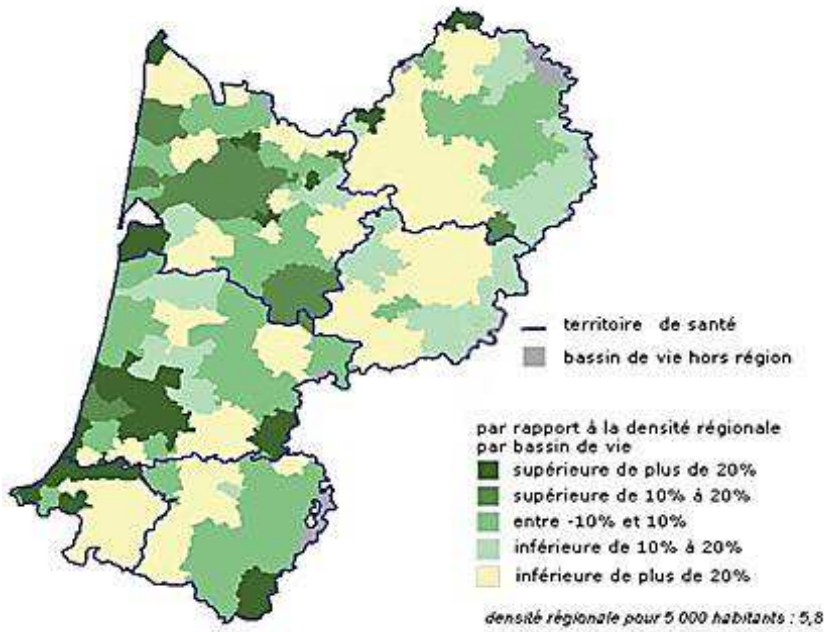 territoire de santé
bassin de vie hors région
par rapport à la densité régionale
par bassin de vie
supérieure de plus de 20%
supérieure de 10% à 20%
entre -10% et 10%
inférieure de 10% à 20%
inférieure de plus de 20%
densité régionale pour 5 000 habitants : 5,8